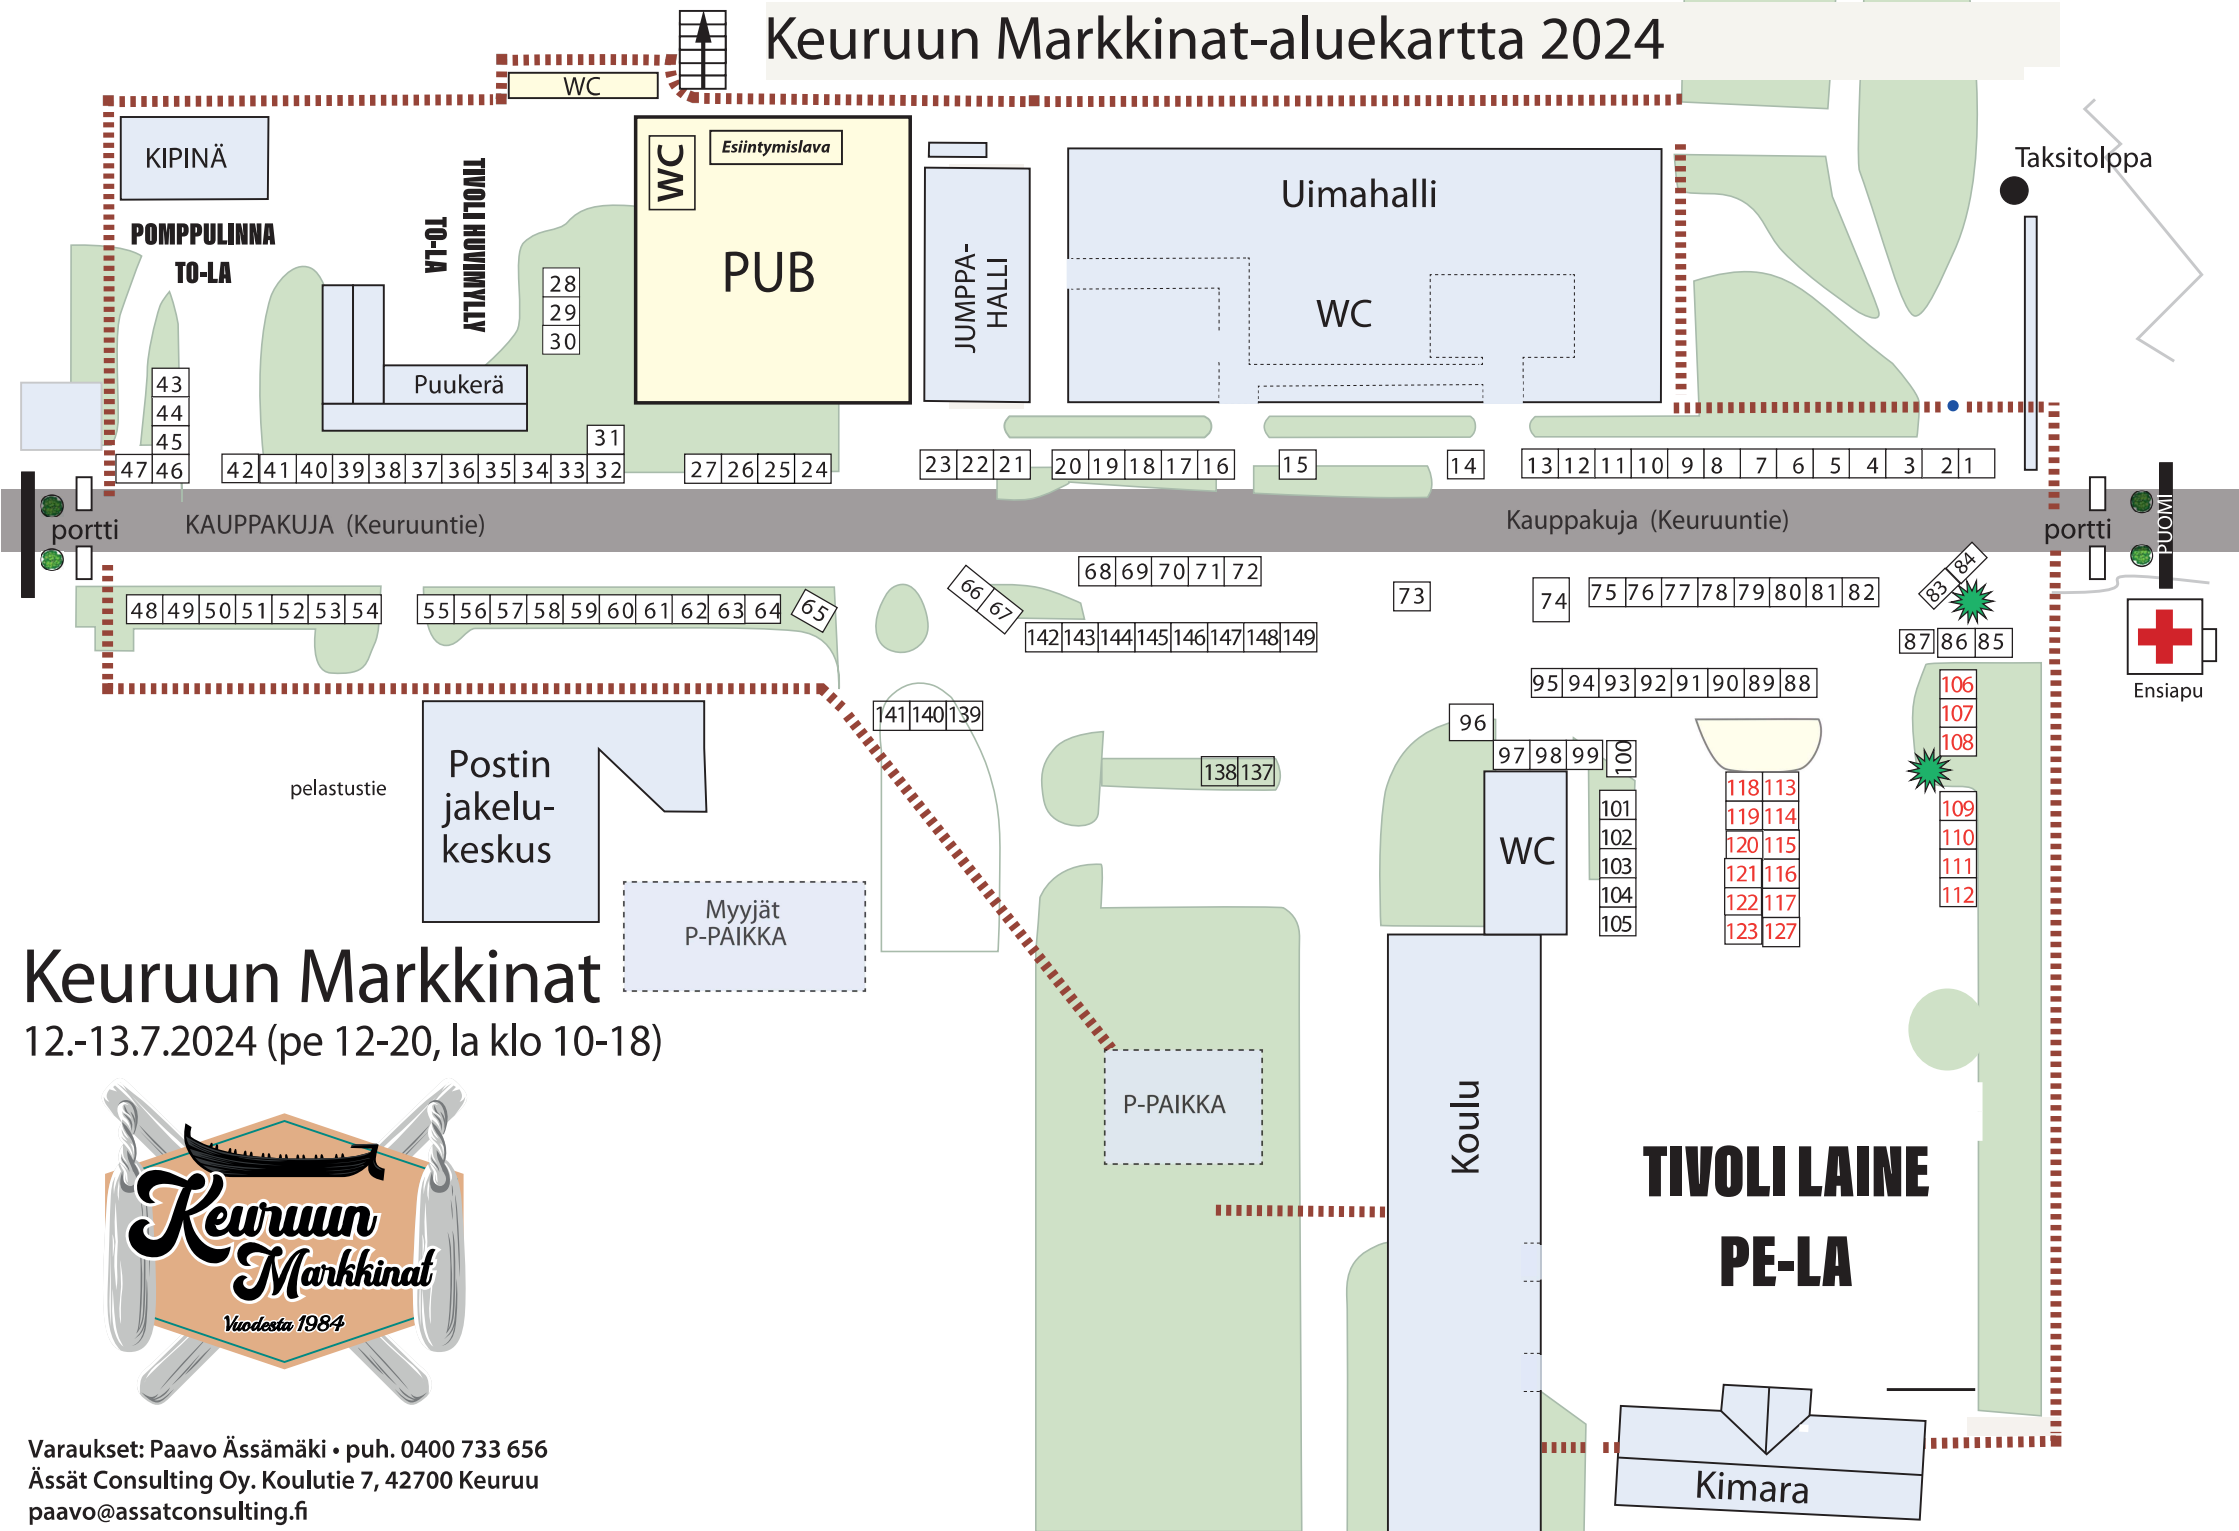 Keuruun Markkinat-aluekartta 2024
WC
KIPINÄ
POMPPULINNA
TO-LA
TIVOLI HUVIMYLLY
TO-LA
WC
Esiintymislava
PUB
JUMPPA-
HALLI
Uimahalli
WC
Taksitolppa
28
29
30
Puukerä
43
44
45
47 46
31
42 41 40 39 38 37 36 35 34 33 32
27 26 25 24
23 22 21
20 19 18 17 16
15
14
13 12 11 10 9 8 7 6 5 4 3 2 1
portti
KAUPPAKUJA (Keuruuntie)
Kauppakuja (Keuruuntie)
portti
PUOMI
48 49 50 51 52 53 54
55 56 57 58 59 60 61 62 63 64
65
66 67
68 69 70 71 72
142 143 144 145 146 147 148 149
73
74
75 76 77 78 79 80 81 82
83 84
87 86 85
Ensiapu
95 94 93 92 91 90 89 88
106
107
108
109
110
111
112
141 140 139
138 137
96
97 98 99
100
101
102
103
104
105
WC
118 113
119 114
120 115
121 116
122 117
123 127
pelastustie
Postin
jakelu-
keskus
Myyjät
P-PAIKKA
P-PAIKKA
Koulu
TIVOLI LAINE
PE-LA
Kimara
Keuruun Markkinat
12.-13.7.2024 (pe 12-20, la klo 10-18)
Keuruun
Markkinat
Vuodesta 1984
Varaukset: Paavo Ässämäki • puh. 0400 733 656
Ässät Consulting Oy. Koulutie 7, 42700 Keuruu
paavo@assatconsulting.fi